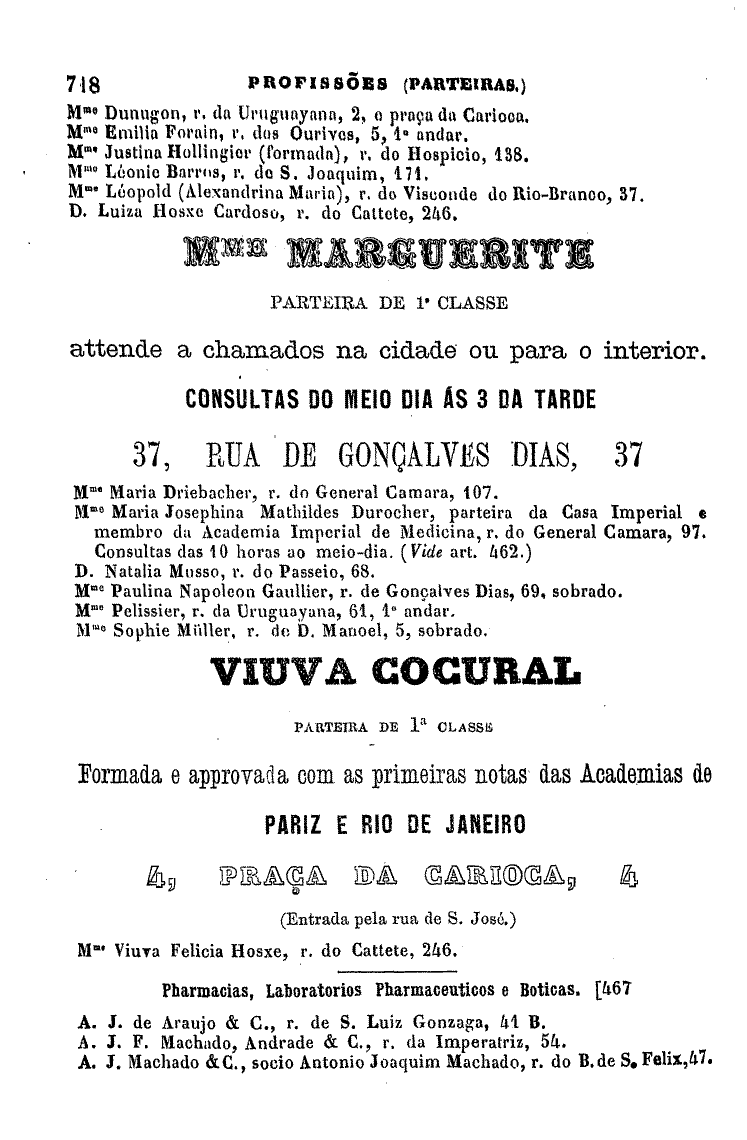 718 PROFISSÕES (PARTEIRAS.)
Mme Dunugon, r. da Uruguayana, 2, e praça da Carioca.
Mme Emilia Forain, r. dos Ourives, 5, 1º andar.
Mme Justina Hollingier (formada), r. do Hospicio, 138.
Mme Léonie Barros, r. de S. Joaquim, 171.
Mme Léopold (Alexandrina Maria), r. do Visconde do Rio-Branco, 37.
D. Luiza Hosxe Cardoso, r. do Cattete, 246.
MME MARGUERITE
PARTEIRA DE 1ª CLASSE
attende a chamados na cidade ou para o interior.
CONSULTAS DO MEIO DIA ÁS 3 DA TARDE
37, RUA DE GONÇALVES DIAS, 37
Mme Maria Driebacher, r. do General Camara, 107.
Mme Maria Josephina Mathildes Durocher, parteira da Casa Imperial e
membro da Academia Imperial de Medicina, r. do General Camara, 97.
Consultas das 10 horas ao meio-dia. (Vide art. 462.)
D. Natalia Musso, r. do Passeio, 68.
Mme Paulina Napoleon Gaullier, r. de Gonçalves Dias, 69, sobrado.
Mme Pelissier, r. da Uruguayana, 61, 1º andar.
Mme Sophie Müller, r. de D. Manoel, 5, sobrado.
VIUVA COCURAL
PARTEIRA DE 1ª CLASSE
Formada e approvada com as primeiras notas das Academias de
PARIZ E RIO DE JANEIRO
4, PRAÇA DA CARIOCA, 4
(Entrada pela rua de S. José.)
Mme Viuva Felicia Hosxe, r. do Cattete, 246.
Pharmacias, Laboratorios Pharmaceuticos e Boticas. [467
A. J. de Araujo & C., r. de S. Luiz Gonzaga, 41 B.
A. J. F. Machado, Andrade & C., r. da Imperatriz, 54.
A. J. Machado & C., socio Antonio Joaquim Machado, r. do B. de S. Felix, 47.